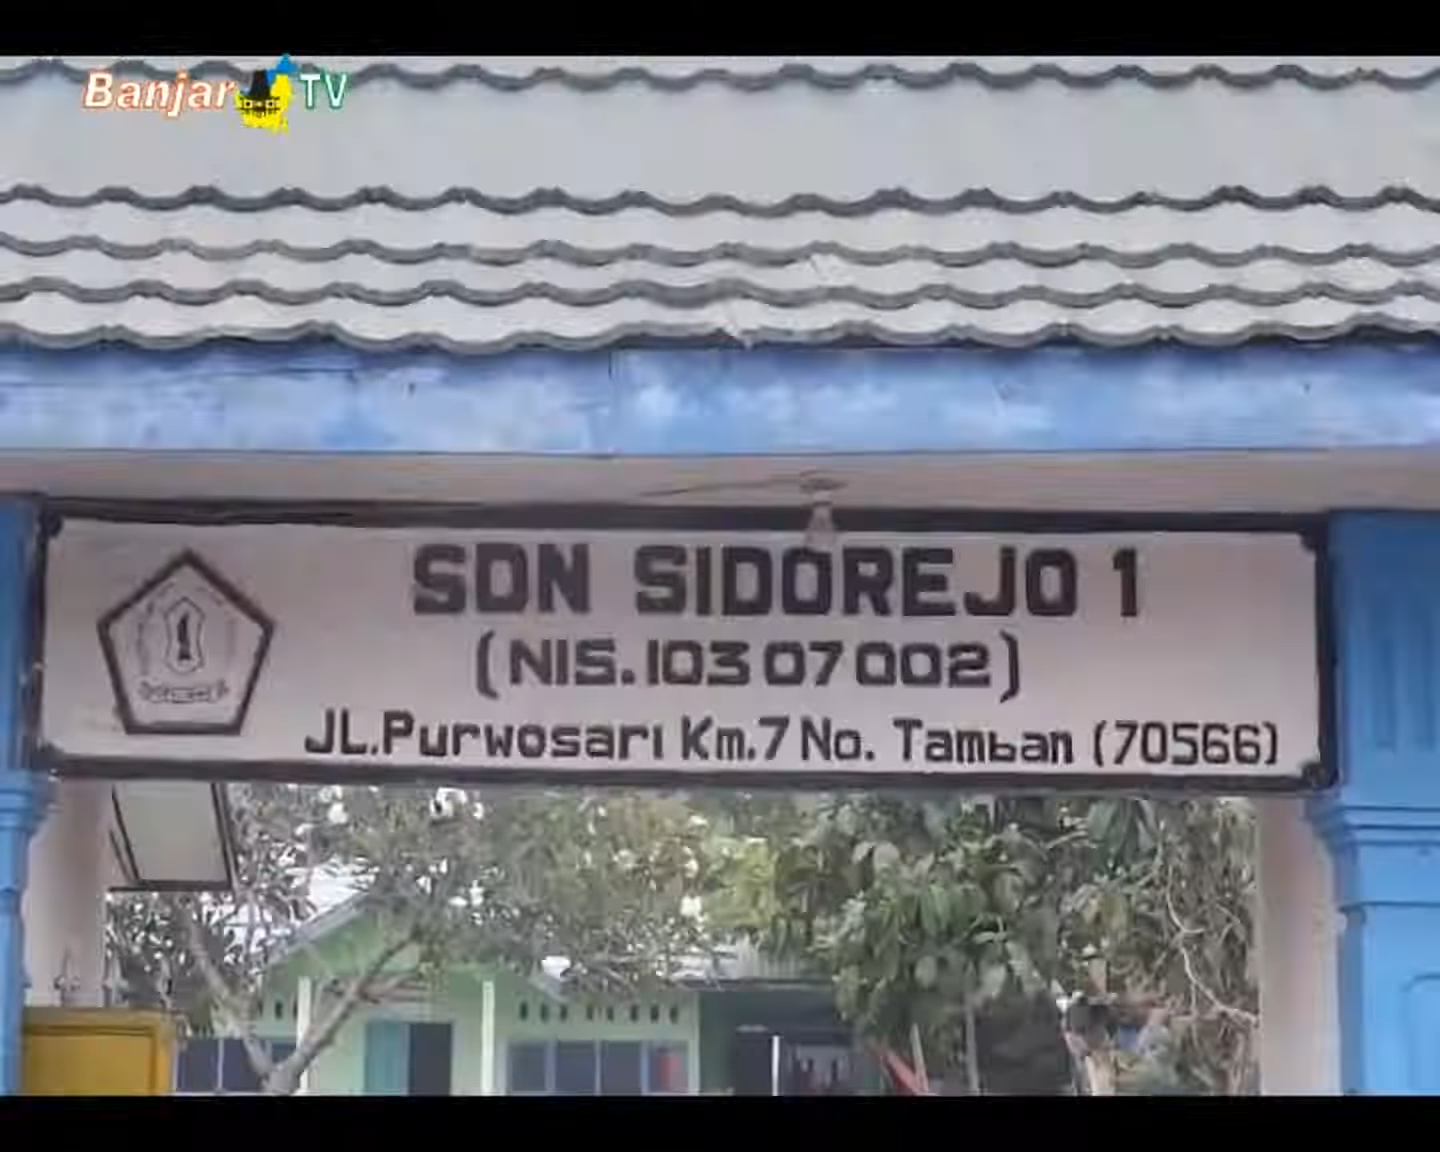 Banjar TV
SDN SIDOREJO 1
(NIS.103 07 002)
JL.Purwosari Km.7 No. Tamban (70566)